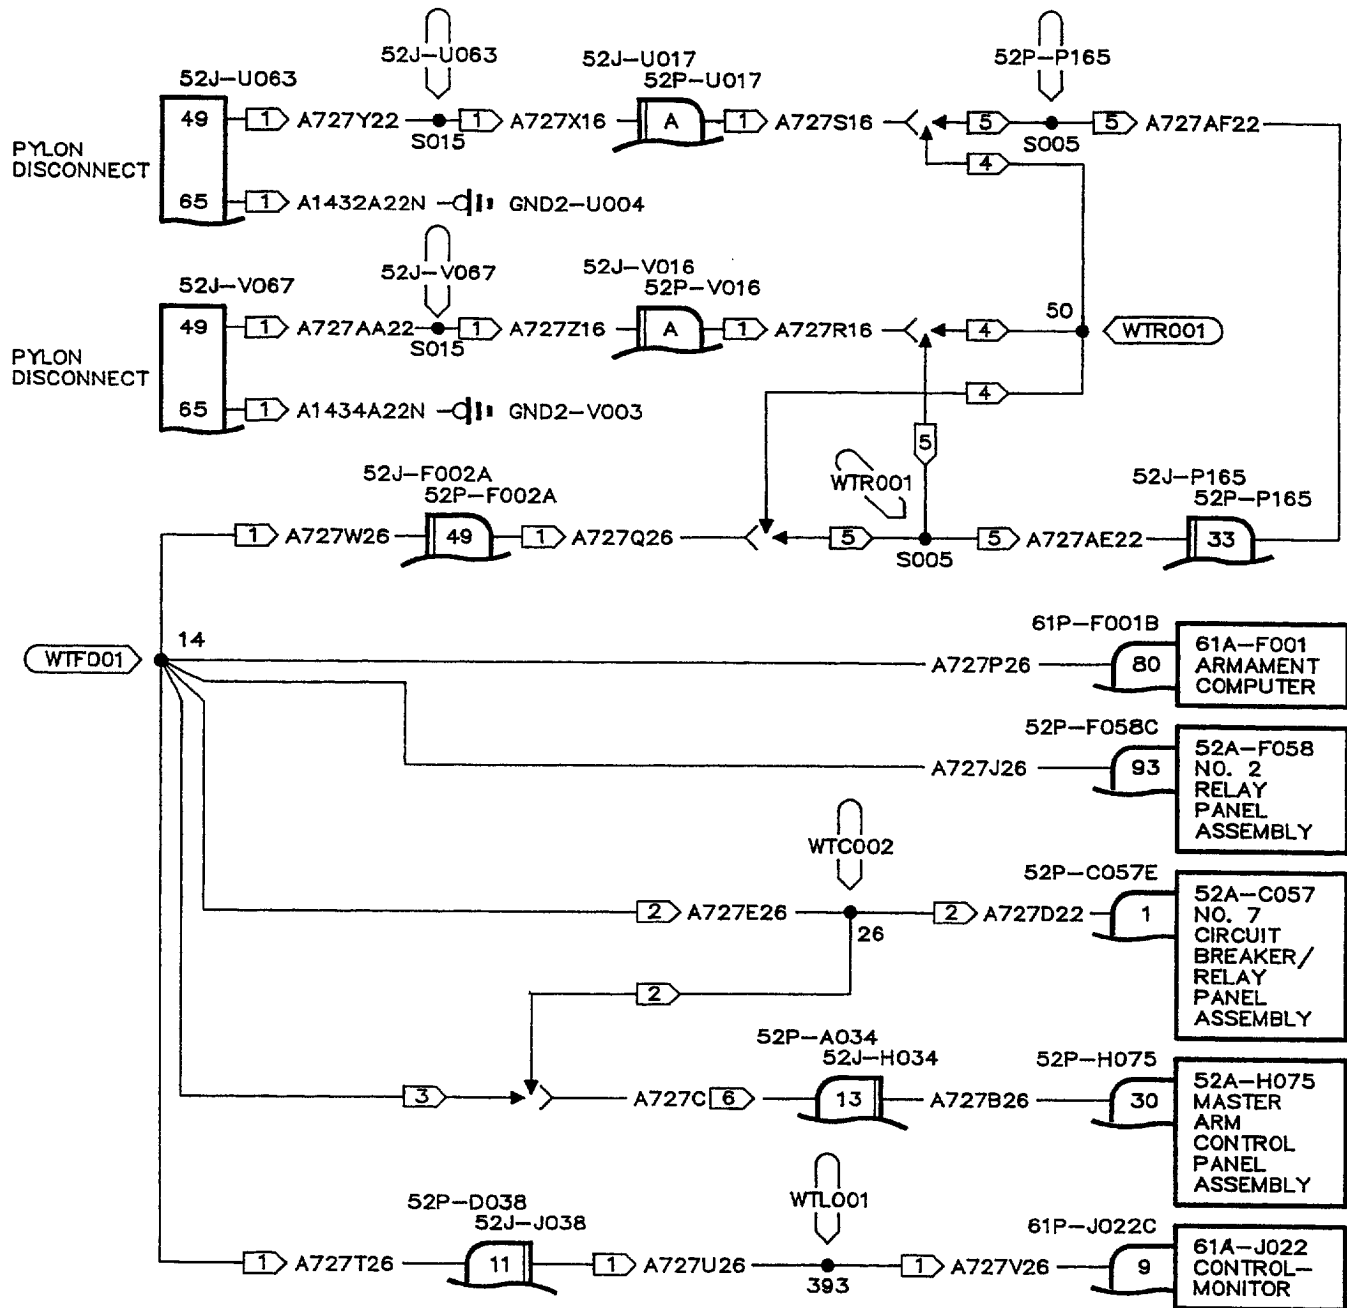 52J-U063
52J-U017
52P-U017
52P-P165
52J-U063
49
1
A727Y22
S015
1
A727X16
A
1
A727S16
5
S005
5
A727AF22
PYLON
DISCONNECT
4
65
1
A1432A22N
GND2-U004
52J-V067
52J-V016
52P-V016
52J-V067
49
1
A727AA22
S015
1
A727Z16
A
1
A727R16
4
50
WTR001
PYLON
DISCONNECT
4
65
1
A1434A22N
GND2-V003
5
52J-F002A
52P-F002A
WTR001
52J-P165
52P-P165
1
A727W26
49
1
A727Q26
5
S005
5
A727AE22
33
WTF001
14
61P-F001B
A727P26
80
61A-F001
ARMAMENT
COMPUTER
52P-F058C
A727J26
93
52A-F058
NO. 2
RELAY
PANEL
ASSEMBLY
WTC002
52P-C057E
2
A727E26
26
2
A727D22
1
52A-C057
NO. 7
CIRCUIT
BREAKER/
RELAY
PANEL
ASSEMBLY
2
52P-A034
52J-H034
52P-H075
3
A727C
6
13
A727B26
30
52A-H075
MASTER
ARM
CONTROL
PANEL
ASSEMBLY
52P-D038
52J-J038
WTL001
61P-J022C
1
A727T26
11
1
A727U26
393
1
A727V26
9
61A-J022
CONTROL-
MONITOR